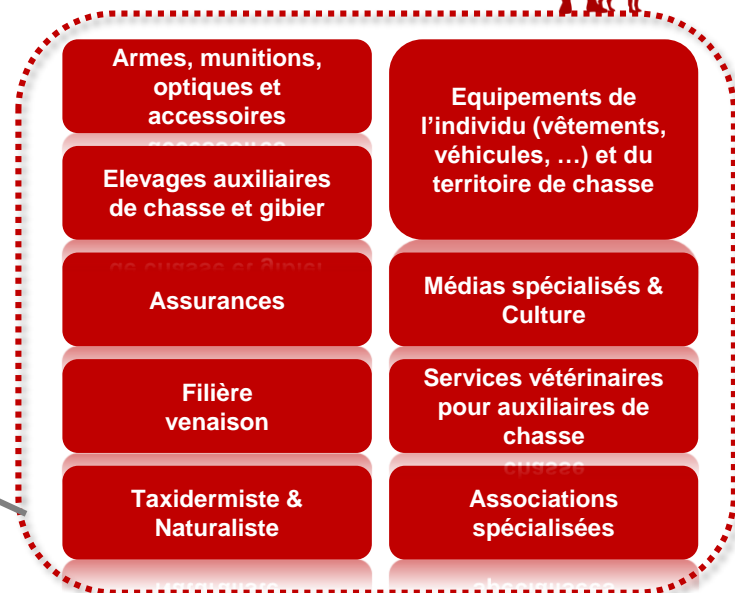 Armes, munitions,
optiques et
accessoires
Elevages auxiliaires
de chasse et gibier
Assurances
Filière
venaison
Taxidermiste &
Naturaliste
Equipements de
l’individu (vêtements,
véhicules, …) et du
territoire de chasse
Médias spécialisés &
Culture
Services vétérinaires
pour auxiliaires de
chasse
Associations
spécialisées